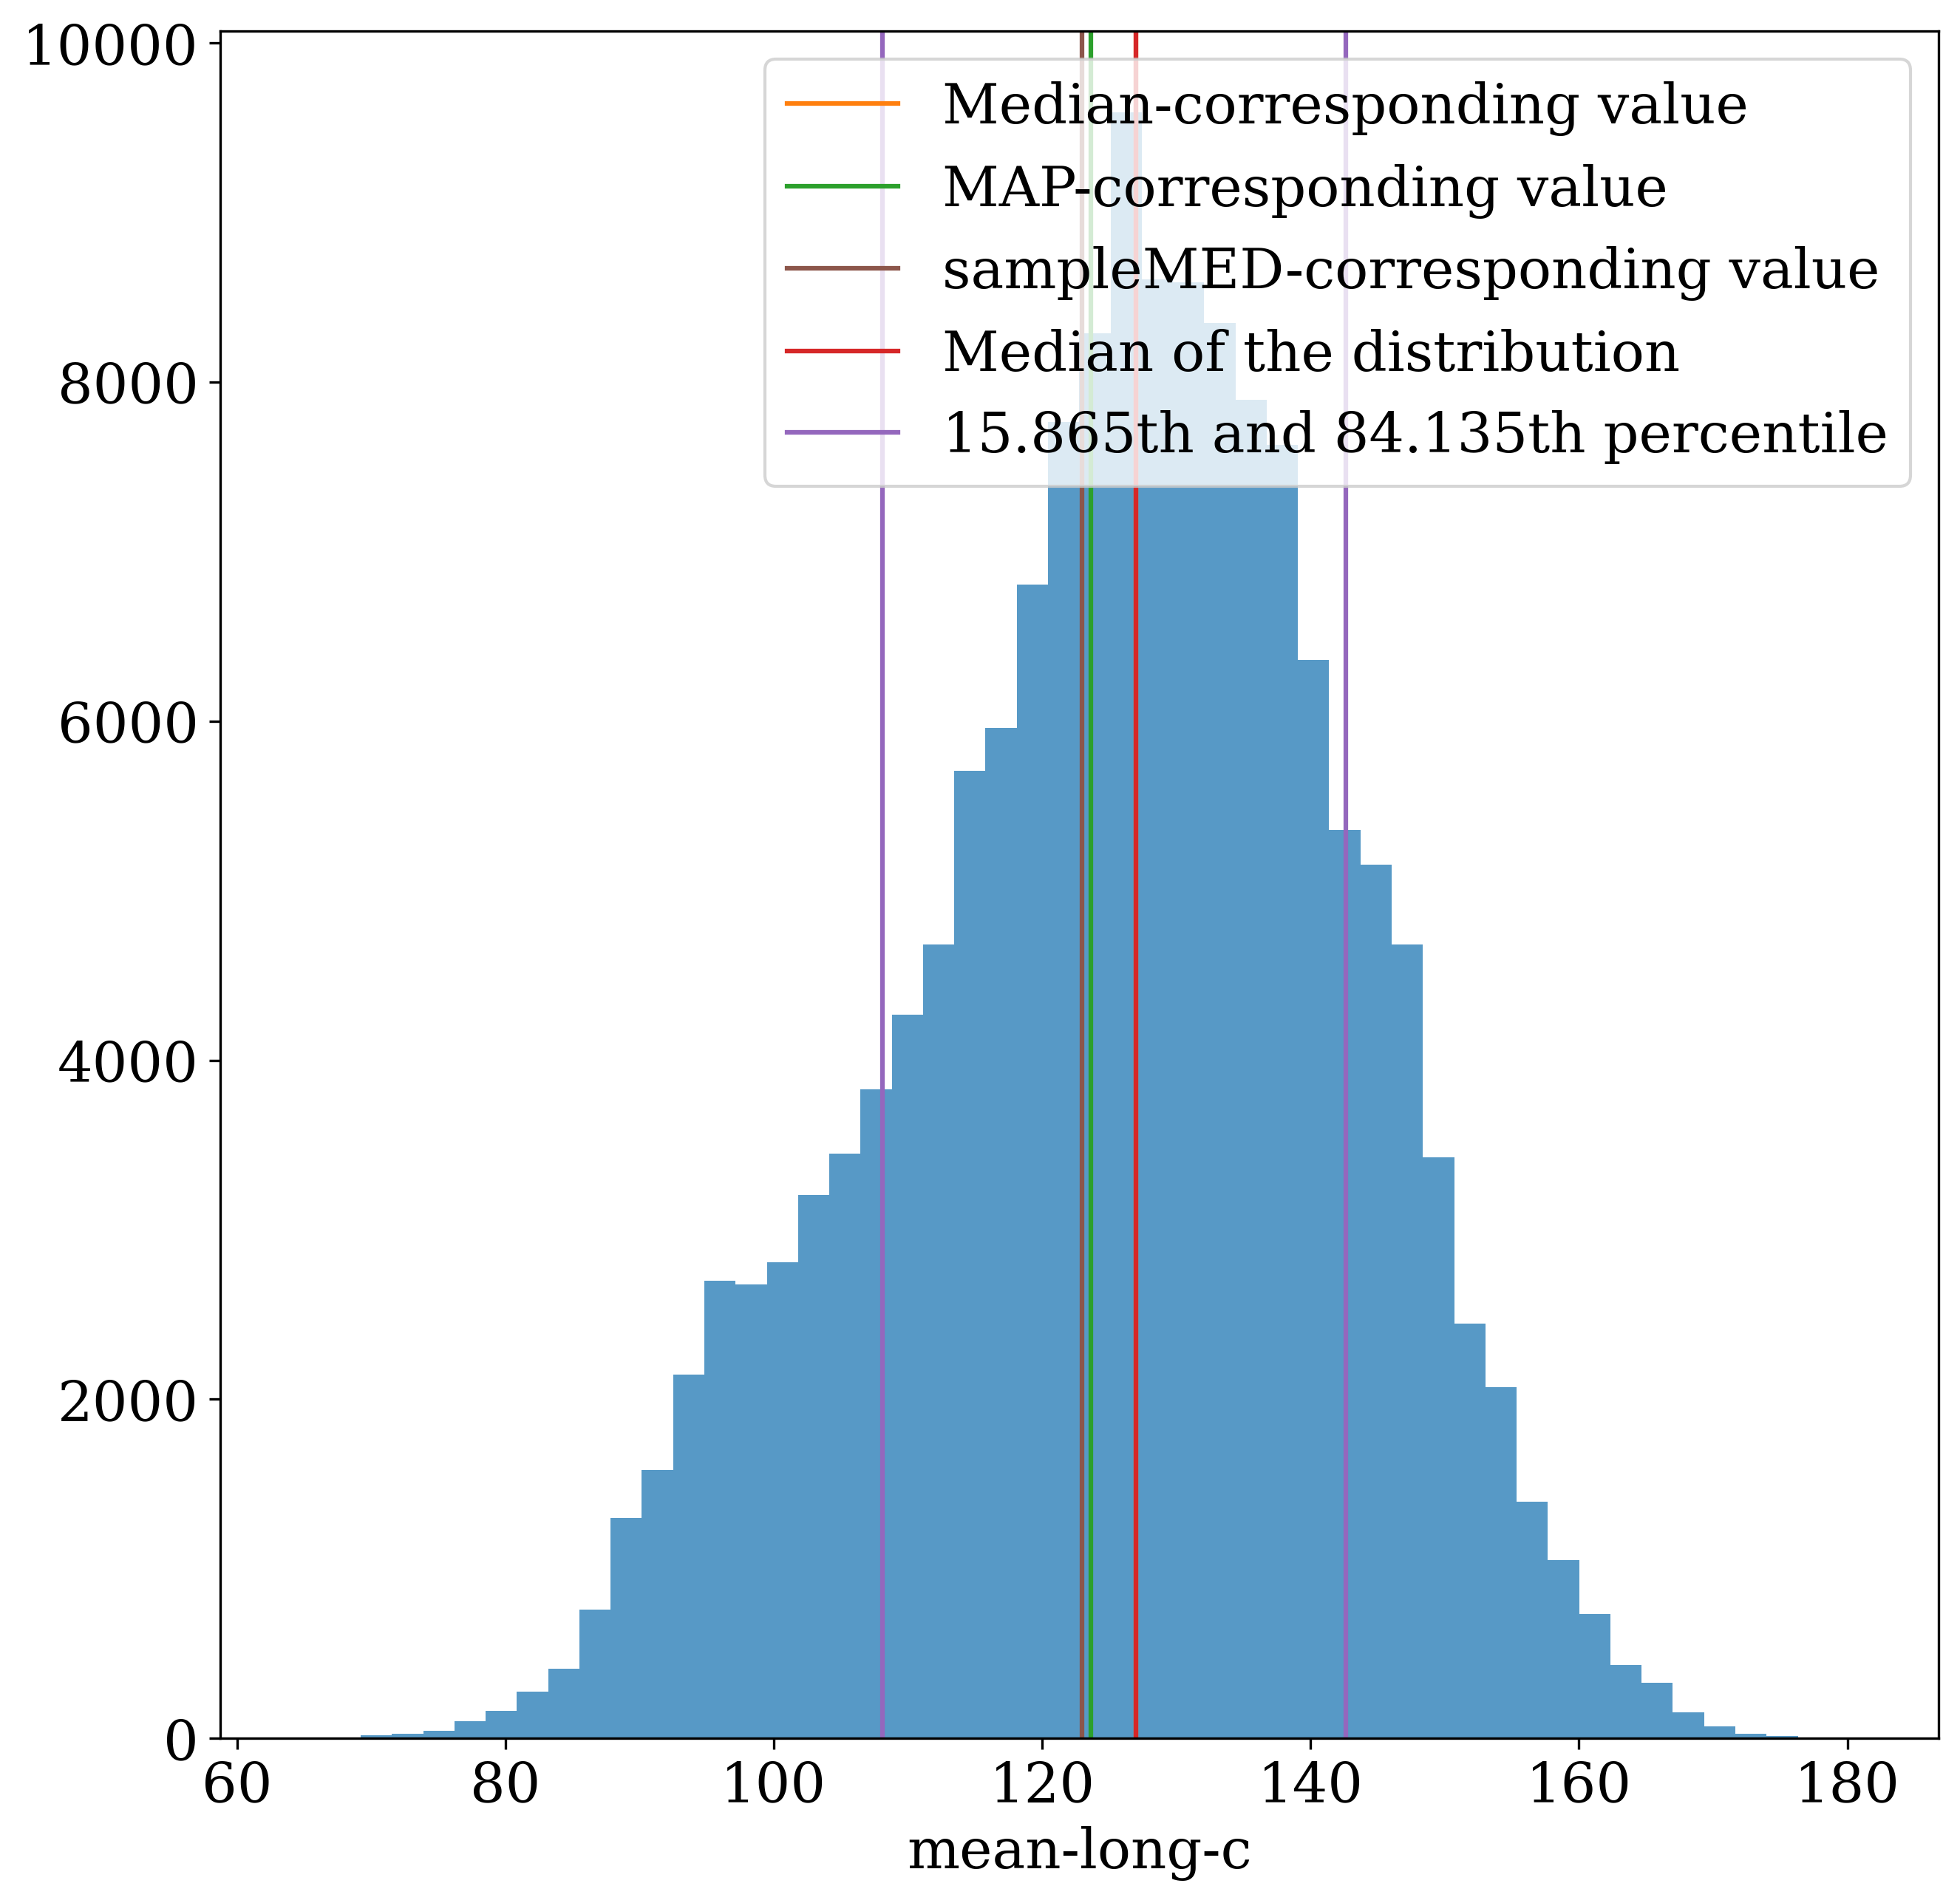 10000
8000
6000
4000
2000
0
Median-corresponding value
MAP-corresponding value
sampleMED-corresponding value
Median of the distribution
15.865th and 84.135th percentile
60 80 100 120 140 160 180
mean-long-c